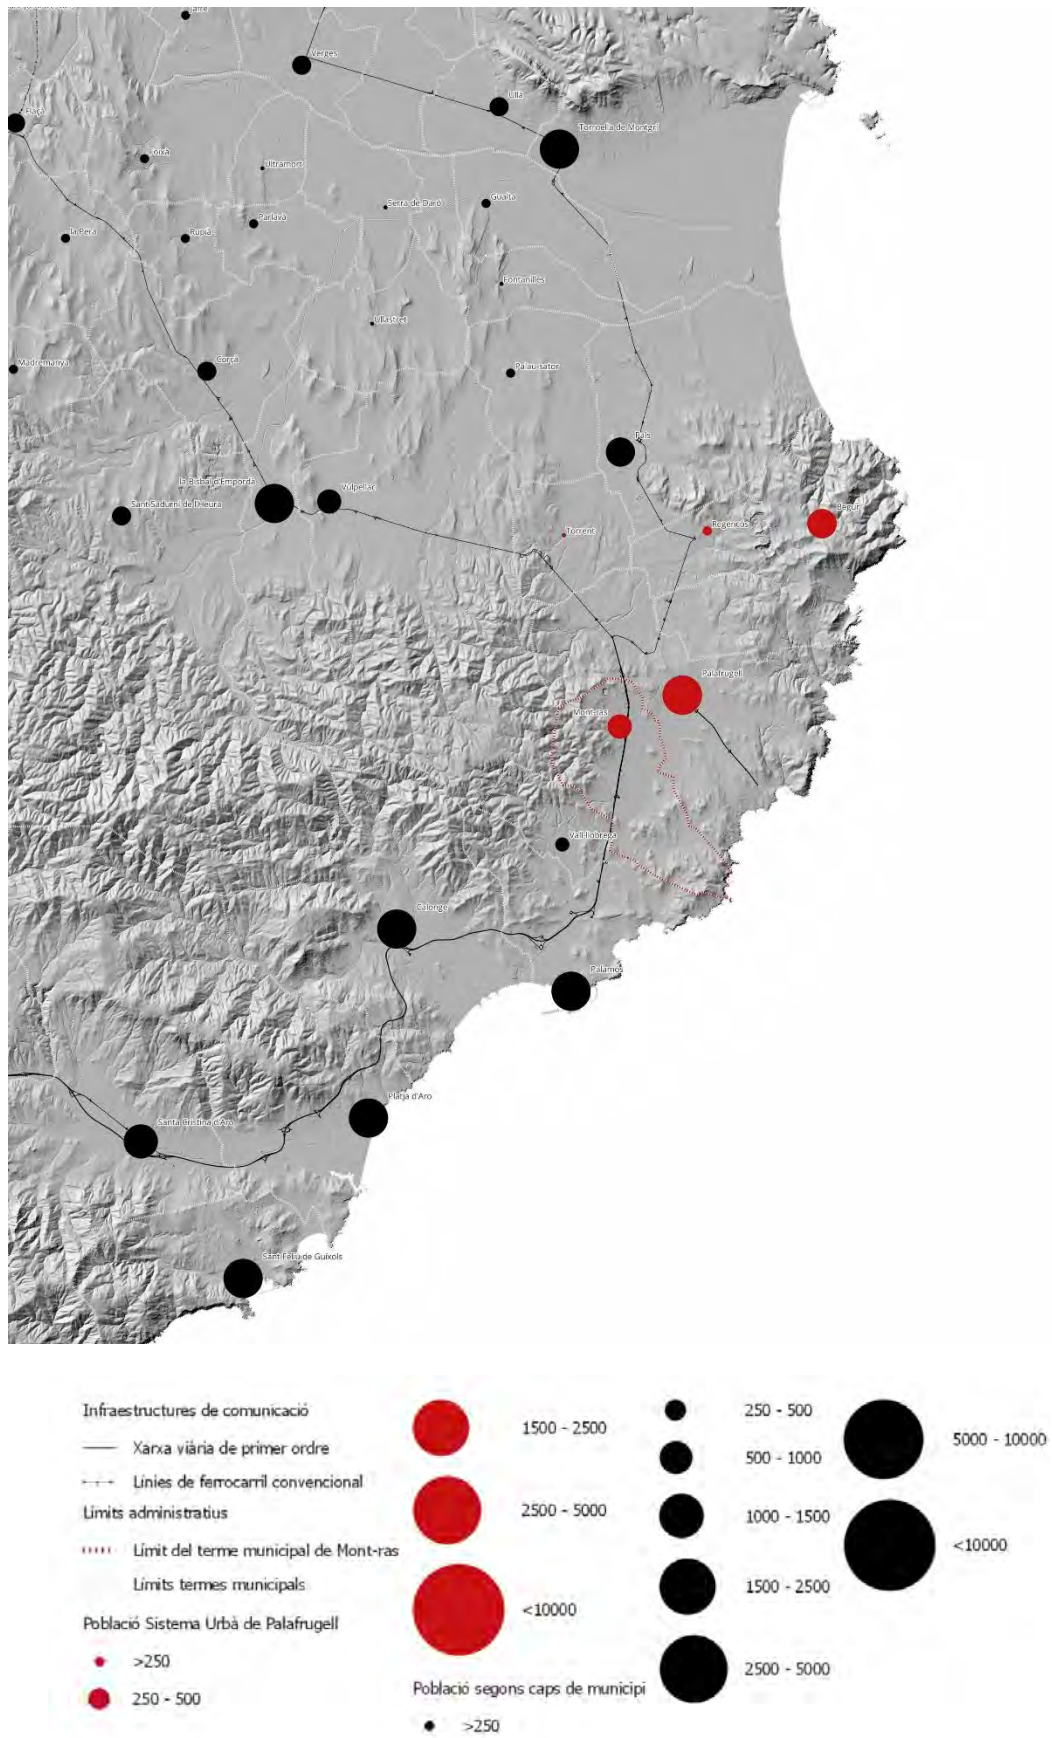 Verges
Ullà
Flaçà
Torroella de Montgrí
Foixà
Ultramort
Serra de Daró
Gualta
Parlavà
la Pera
Rupià
Fontanilles
Ullastret
Madremanya
Corçà
Palau-sator
Pals
la Bisbal d'Empordà
Vulpellac
Sant Sadurní de l'Heura
Begur
Regencós
Torrent
Palafrugell
Mont-ras
Vall-llobrega
Calonge
Palamós
Platja d'Aro
Santa Cristina d'Aro
Sant Feliu de Guíxols
Infraestructures de comunicació
Xarxa viària de primer ordre
Línies de ferrocarril convencional
Límits administratius
Límit del terme municipal de Mont-ras
Límits termes municipals
Població Sistema Urbà de Palafrugell
>250
250 - 500
1500 - 2500
2500 - 5000
<10000
Població segons caps de municipi
>250
250 - 500
500 - 1000
1000 - 1500
1500 - 2500
2500 - 5000
5000 - 10000
<10000